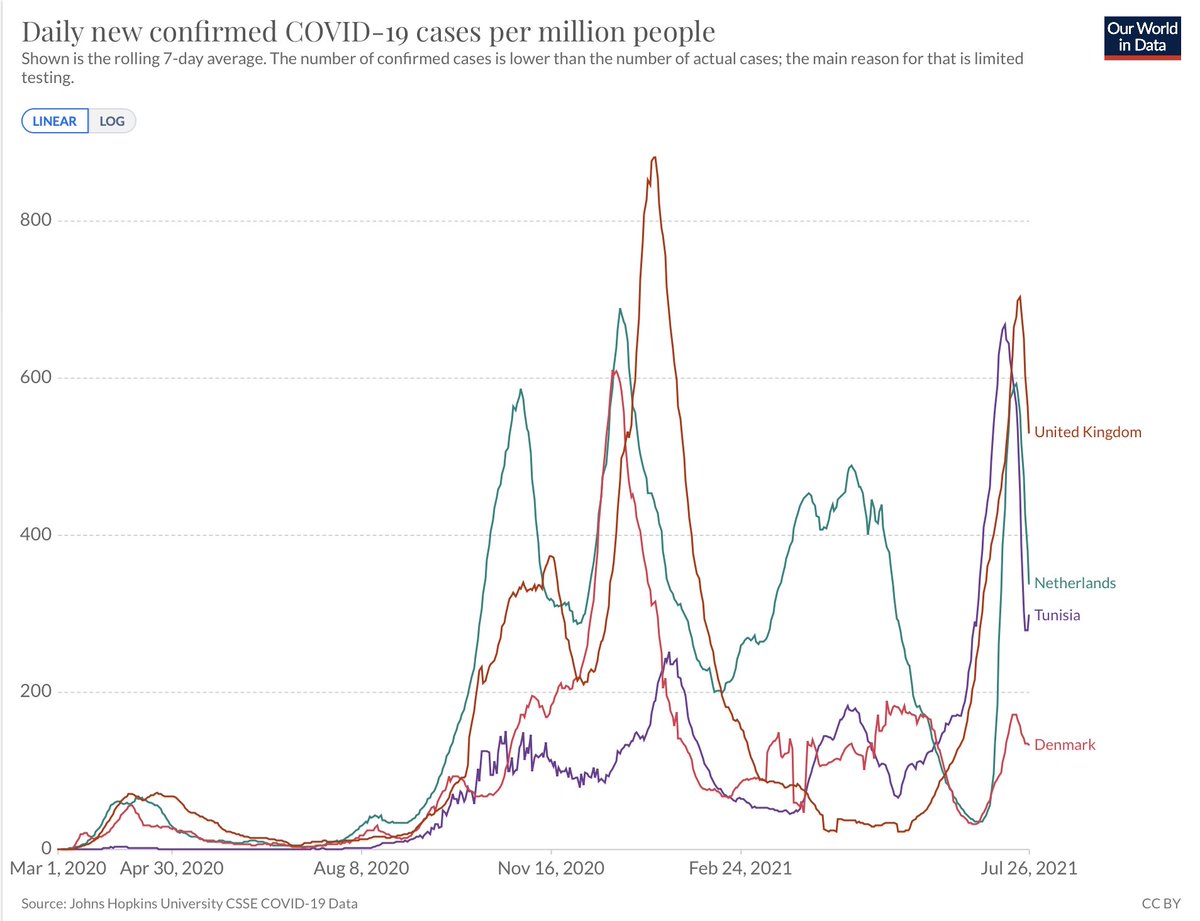 Daily new confirmed COVID-19 cases per million people
Our World
in Data
Shown is the rolling 7-day average. The number of confirmed cases is lower than the number of actual cases; the main reason for that is limited
testing.
LINEAR LOG
800
600
400
200
0
United Kingdom
Netherlands
Tunisia
Denmark
Mar 1, 2020 Apr 30, 2020 Aug 8, 2020 Nov 16, 2020 Feb 24, 2021 Jul 26, 2021
Source: Johns Hopkins University CSSE COVID-19 Data CC BY